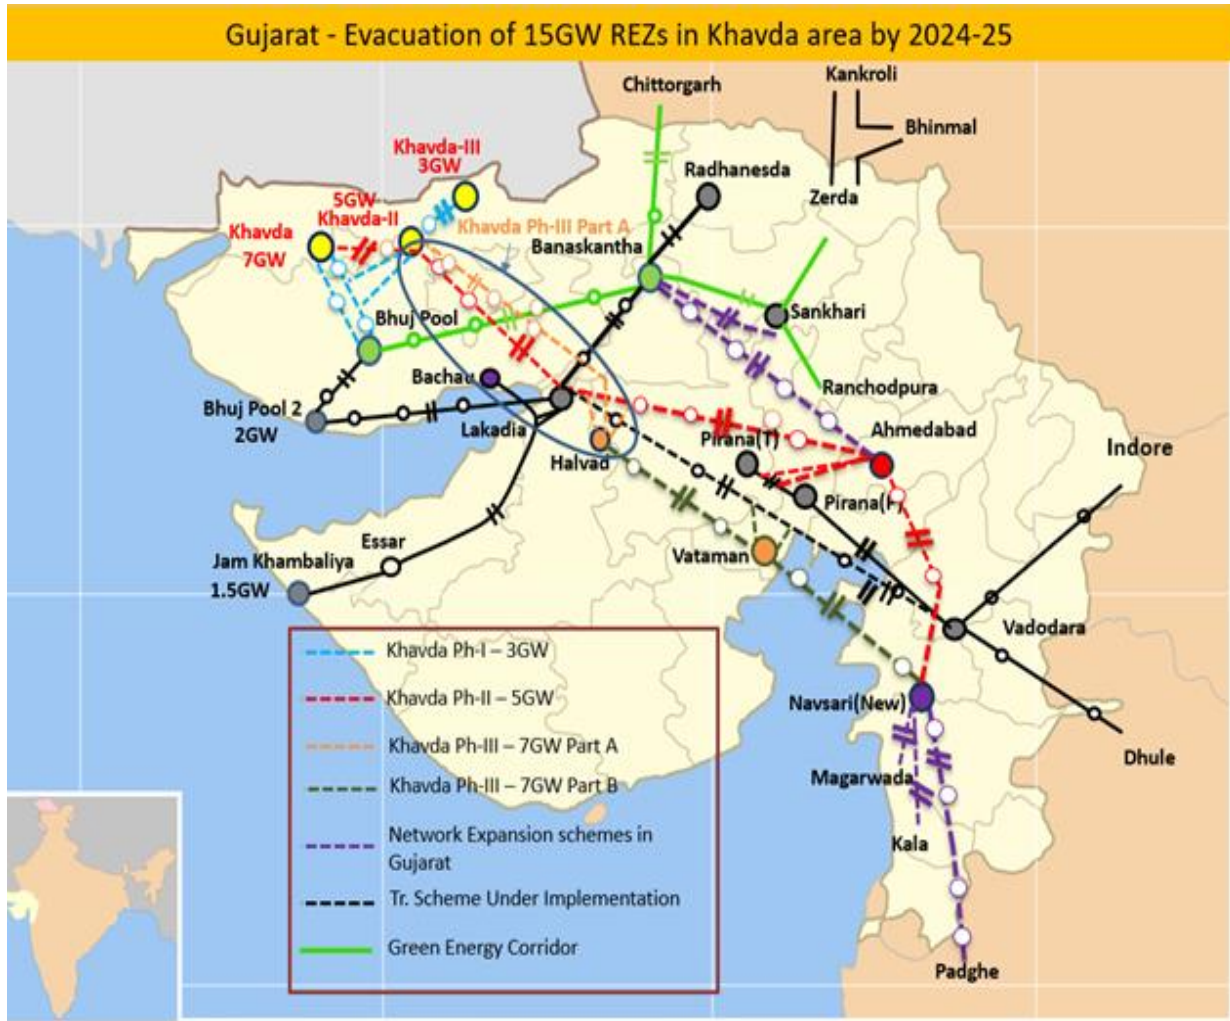 Gujarat - Evacuation of 15GW REZs in Khavda area by 2024-25
Kankroli
Chittorgarh
Bhinmal
Khavda-III
3GW
Radhanesda
Zerda
5GW
Khavda-II
Khavda Ph-III Part A
Khavda
7GW
Banaskantha
Sankhari
Bhuj Pool
Bachau
Ranchodpura
Bhuj Pool 2
2GW
Lakadia
Halvad
Pirana(T)
Ahmedabad
Indore
Pirana(P)
Vataman
Essar
Jam Khambaliya
1.5GW
Vadodara
Navsari(New)
Dhule
Magarwada
Kala
Padghe
Khavda Ph-I – 3GW
Khavda Ph-II – 5GW
Khavda Ph-III – 7GW Part A
Khavda Ph-III – 7GW Part B
Network Expansion schemes in
Gujarat
Tr. Scheme Under Implementation
Green Energy Corridor